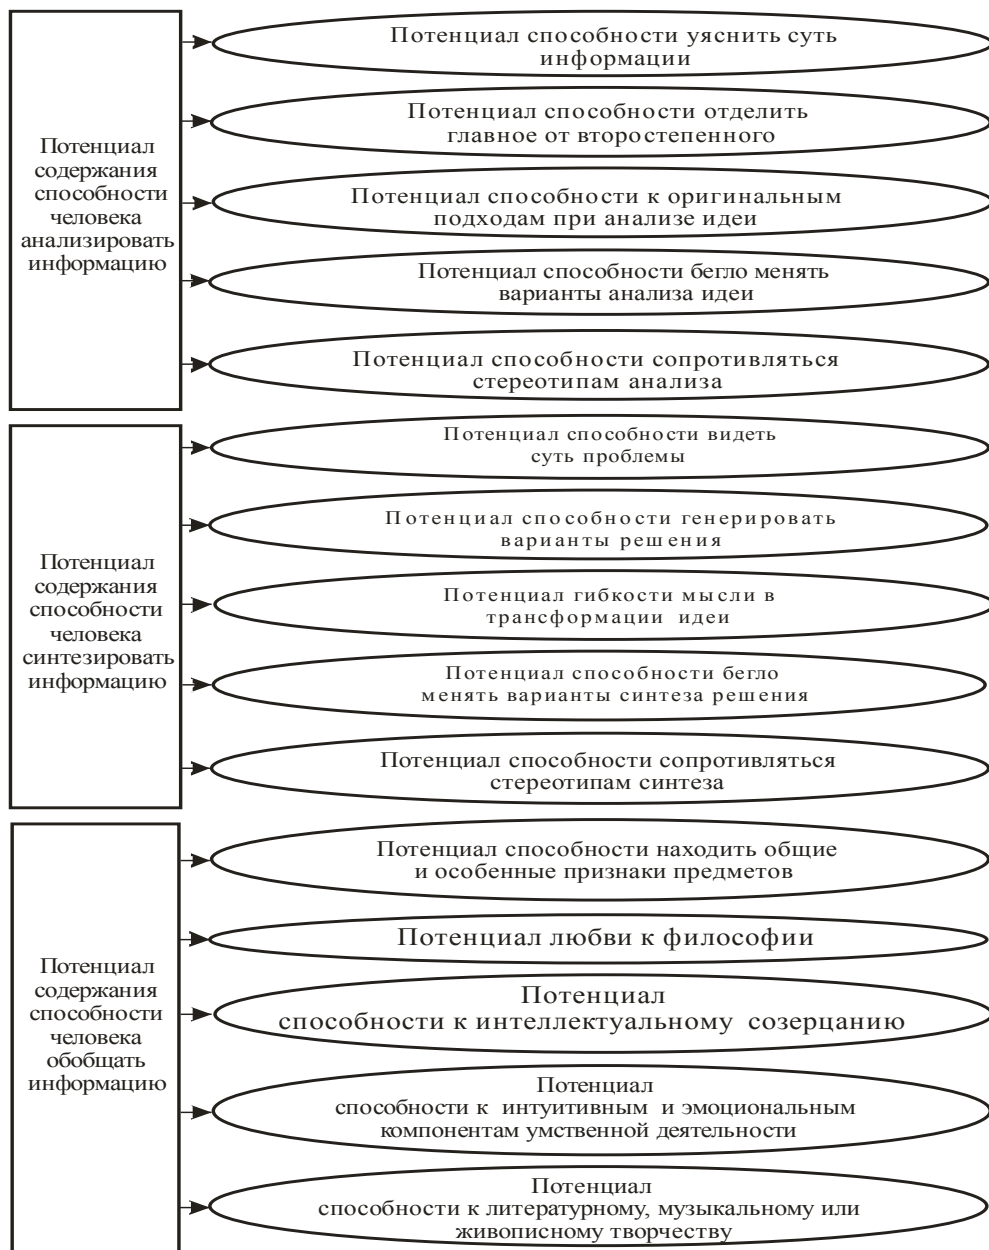 Потенциал
содержания
способности
человека
анализировать
информацию
Потенциал способности уяснить суть
информации
Потенциал способности отделить
главное от второстепенного
Потенциал способности к оригинальным
подходам при анализе идеи
Потенциал способности бегло менять
варианты анализа идеи
Потенциал способности сопротивляться
стереотипам анализа
Потенциал
содержания
способности
человека
синтезировать
информацию
Потенциал способности видеть
суть проблемы
Потенциал способности генерировать
варианты решения
Потенциал гибкости мысли в
трансформации идеи
Потенциал способности бегло
менять варианты синтеза решения
Потенциал способности сопротивляться
стереотипам синтеза
Потенциал
содержания
способности
человека
обобщать
информацию
Потенциал способности находить общие
и особенные признаки предметов
Потенциал любви к философии
Потенциал
способности к интеллектуальному созерцанию
Потенциал
способности к интуитивным и эмоциональным
компонентам умственной деятельности
Потенциал
способности к литературному, музыкальному или
живописному творчеству